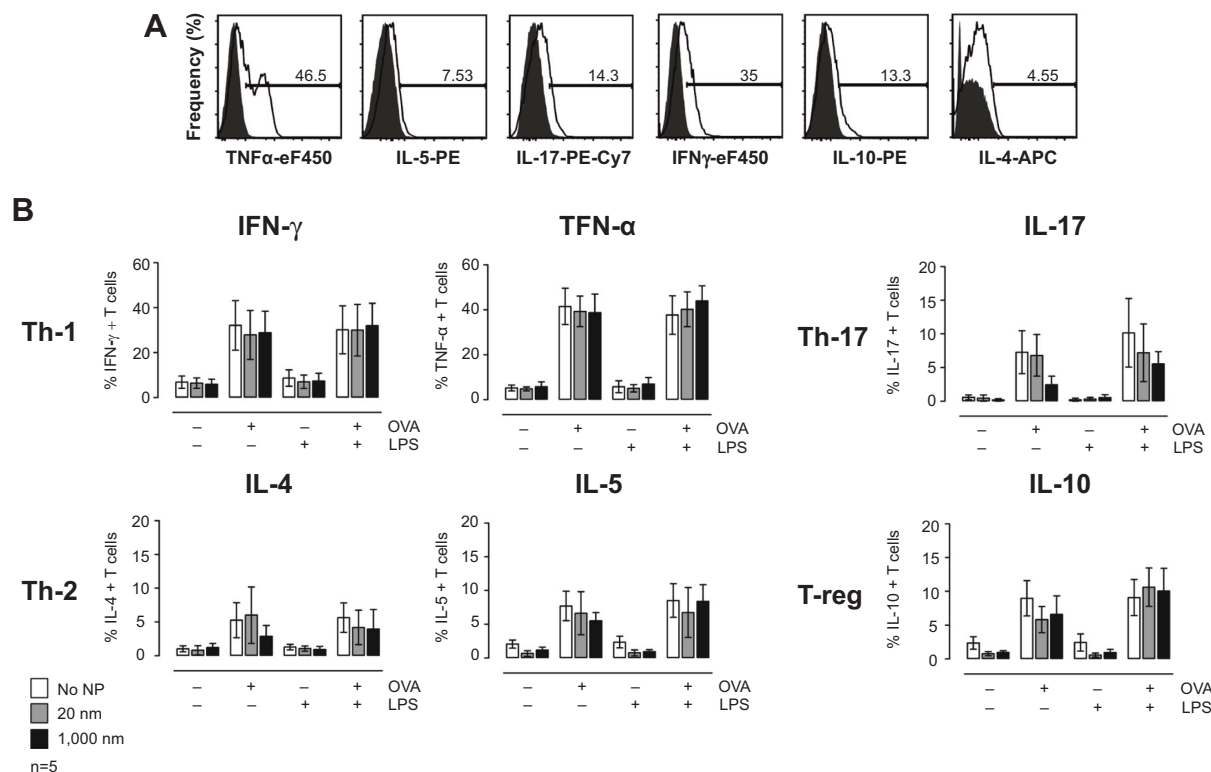 A
Frequency (%)
46.5
7.53
14.3
35
13.3
4.55
TNFα-eF450
IL-5-PE
IL-17-PE-Cy7
IFNγ-eF450
IL-10-PE
IL-4-APC
B
IFN-γ
TFN-α
IL-17
Th-1
% IFN-γ + T cells
60
40
20
0
% TNF-α + T cells
60
40
20
0
Th-17
% IL-17 + T cells
20
15
10
5
0
– + – + OVA
– – + + LPS
– + – + OVA
– – + + LPS
– + – + OVA
– – + + LPS
IL-4
IL-5
IL-10
Th-2
% IL-4 + T cells
20
15
10
5
0
% IL-5 + T cells
20
15
10
5
0
T-reg
% IL-10 + T cells
20
15
10
5
0
– + – + OVA
– – + + LPS
– + – + OVA
– – + + LPS
– + – + OVA
– – + + LPS
No NP
20 nm
1,000 nm
n=5